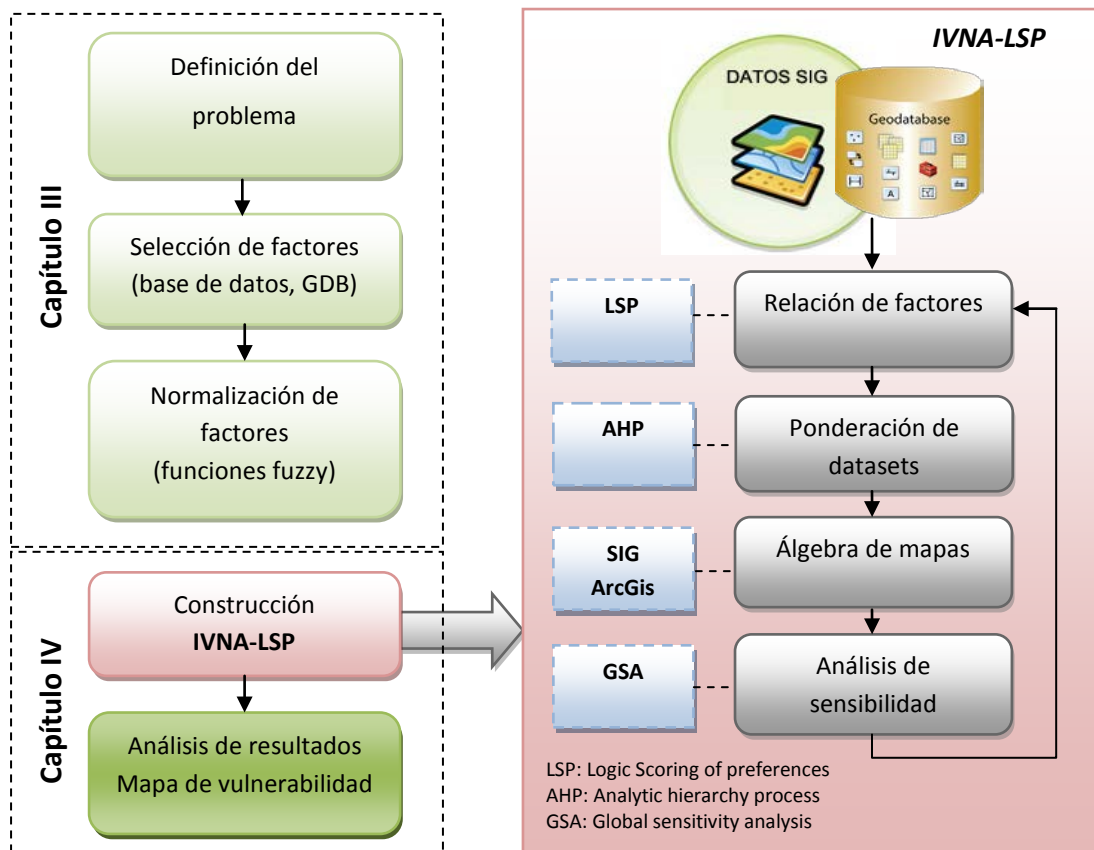 Capítulo III
Definición del
problema
Selección de factores
(base de datos, GDB)
Normalización de
factores
(funciones fuzzy)
Capítulo IV
Construcción
IVNA-LSP
Análisis de resultados
Mapa de vulnerabilidad
IVNA-LSP
DATOS SIG
Geodatabase
A
LSP
Relación de factores
AHP
Ponderación de
datasets
SIG
ArcGis
Álgebra de mapas
GSA
Análisis de
sensibilidad
LSP: Logic Scoring of preferences
AHP: Analytic hierarchy process
GSA: Global sensitivity analysis